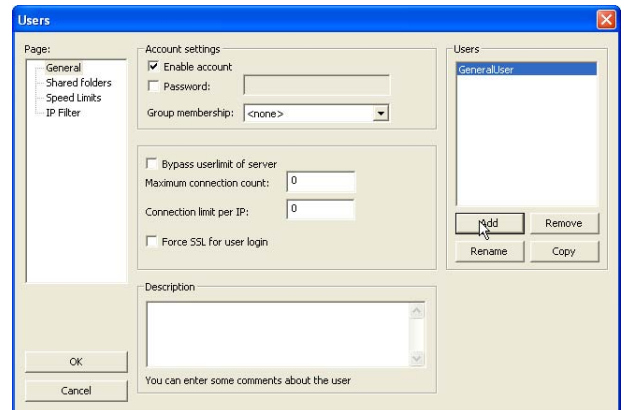 Users
Page:
General
Shared folders
Speed Limits
IP Filter
OK
Cancel
Account settings
Enable account
Password:
Group membership: <none>
Bypass userlimit of server
Maximum connection count: 0
Connection limit per IP: 0
Force SSL for user login
Description
You can enter some comments about the user
Users
GeneralUser
Add Remove
Rename Copy